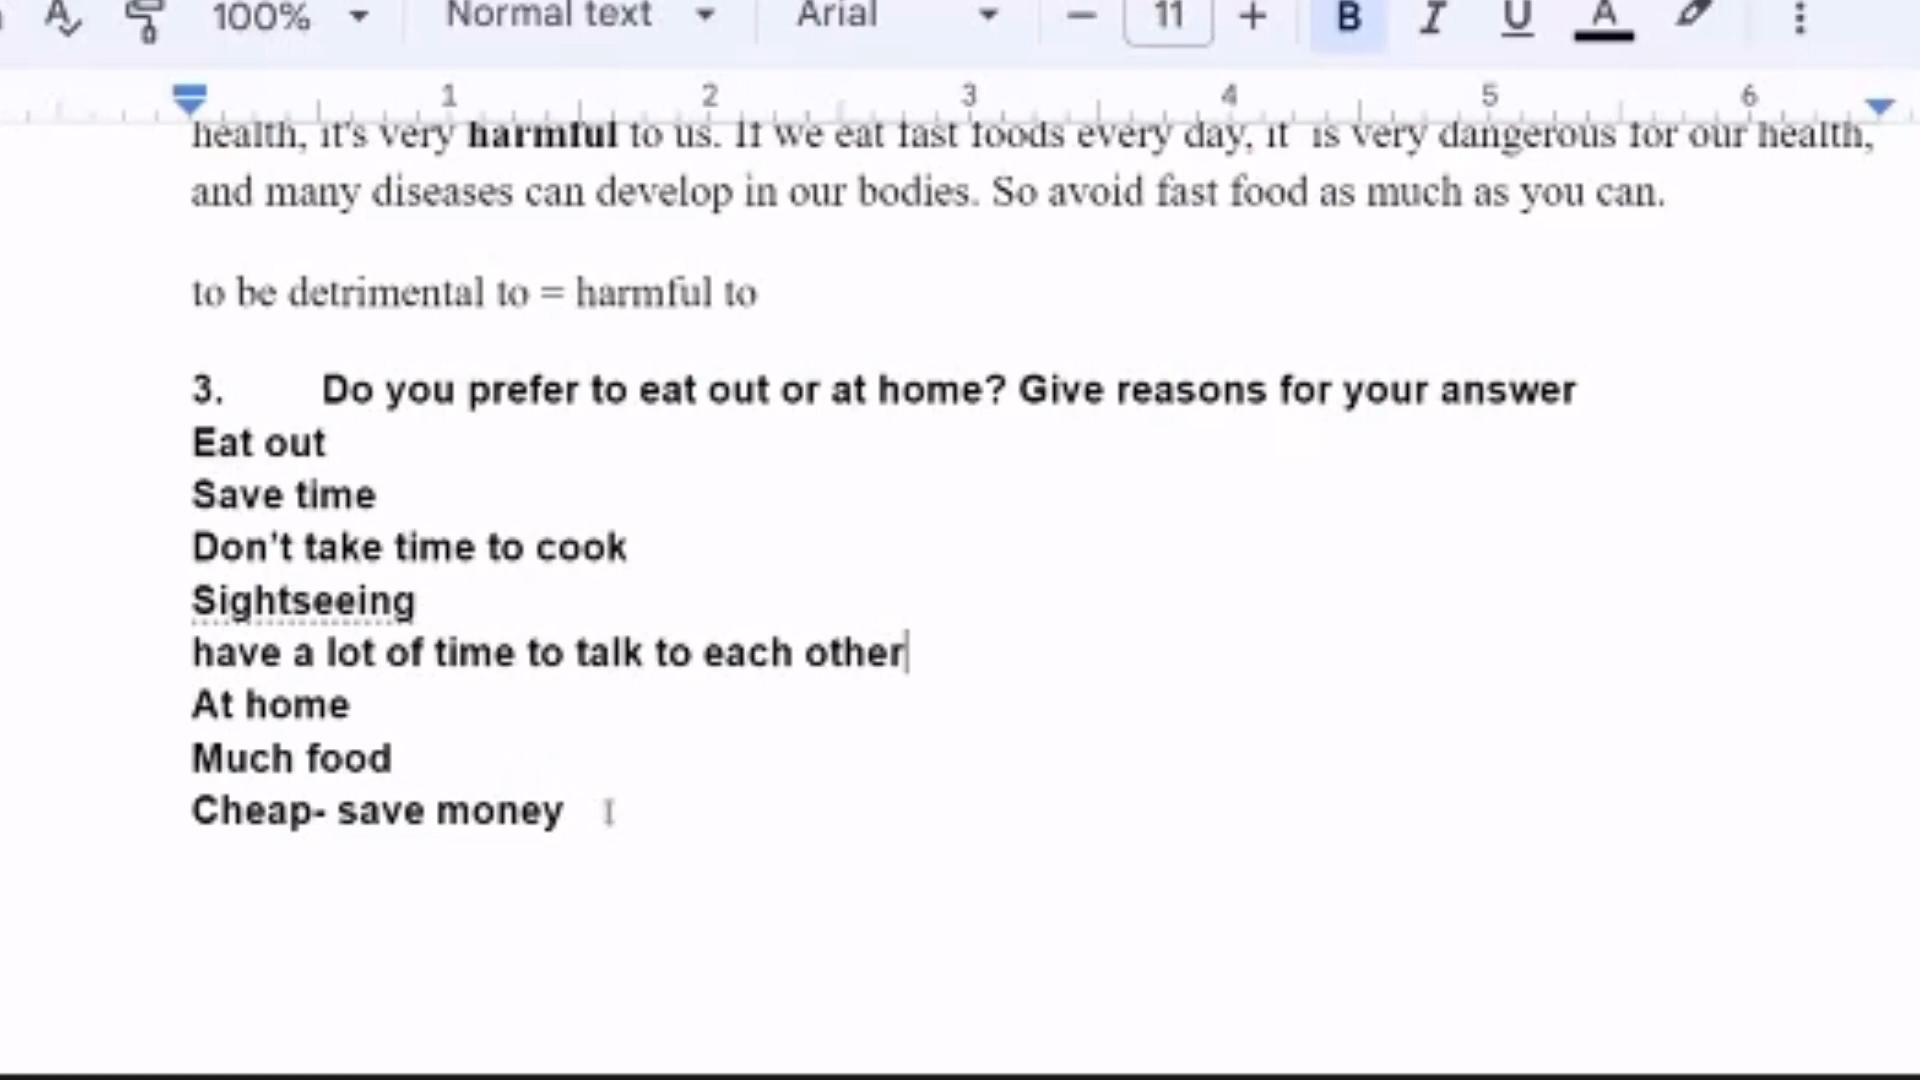 100% Normal text Arial 11 B I U A
1 2 3 4 5 6
health, it's very harmful to us. If we eat fast foods every day, it is very dangerous for our health,
and many diseases can develop in our bodies. So avoid fast food as much as you can.
to be detrimental to = harmful to
3. Do you prefer to eat out or at home? Give reasons for your answer
Eat out
Save time
Don't take time to cook
Sightseeing
have a lot of time to talk to each other
At home
Much food
Cheap- save money